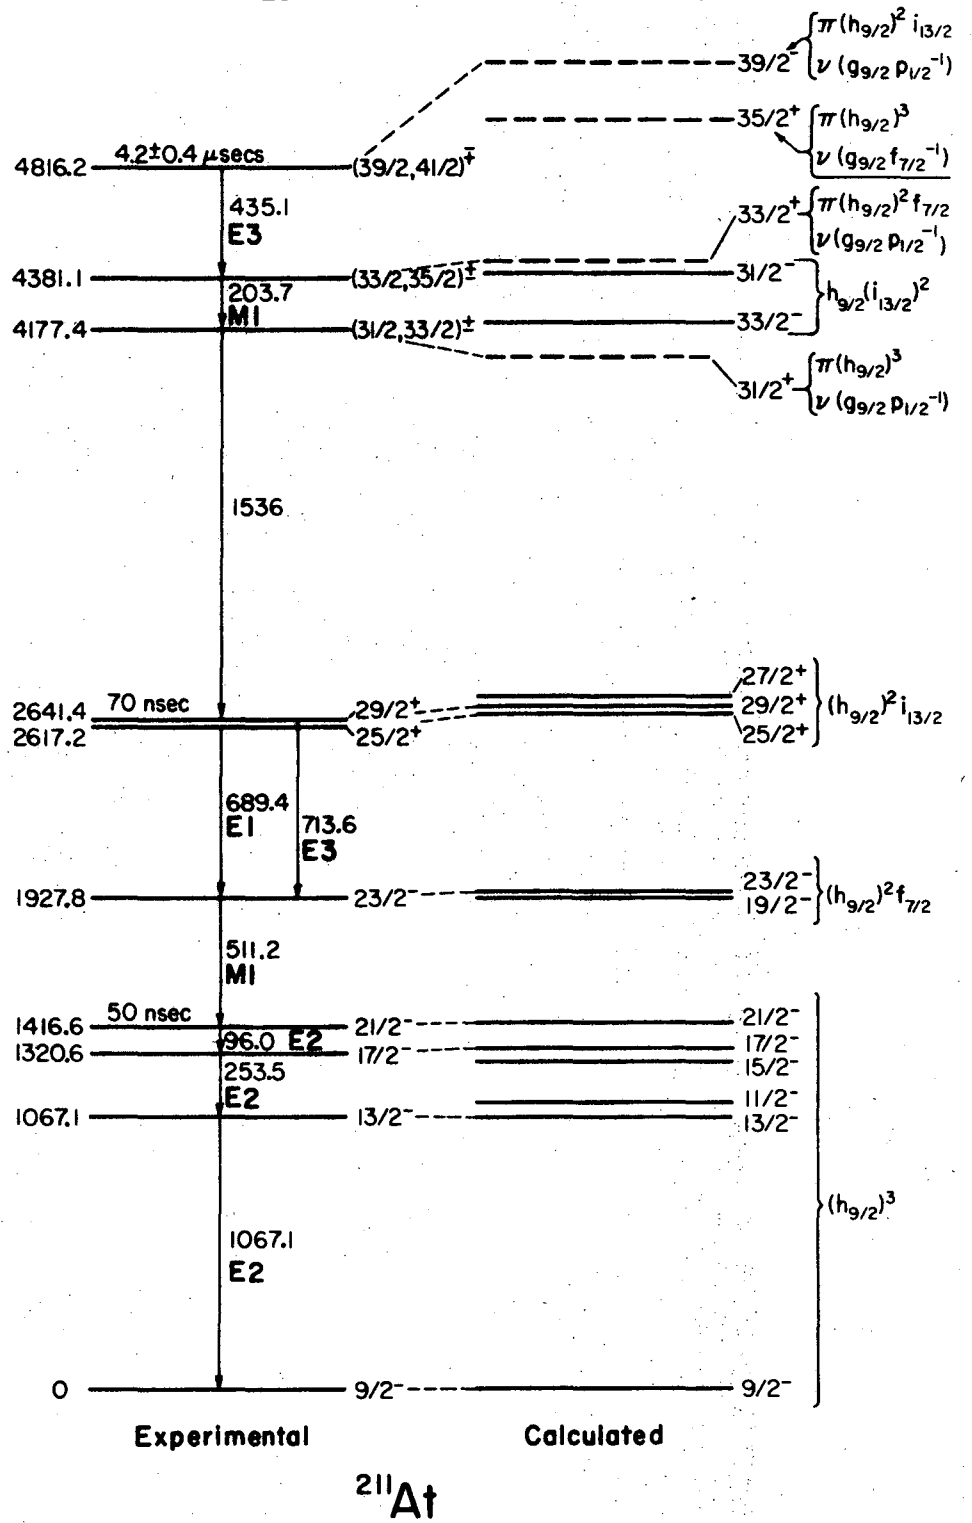 π(h9/2)² i13/2
39/2⁻
ν (g9/2 p1/2⁻¹)
35/2⁺
π(h9/2)³
ν (g9/2 f7/2⁻¹)
4.2±0.4 μsecs
4816.2
(39/2,41/2)∓
435.1
E3
33/2⁺
π(h9/2)² f7/2
ν(g9/2 p1/2⁻¹)
4381.1
(33/2,35/2)±
31/2⁻
h9/2(i13/2)²
203.7
M1
4177.4
(31/2,33/2)±
33/2⁻
31/2⁺
π(h9/2)³
ν (g9/2 p1/2⁻¹)
1536
27/2⁺
70 nsec
2641.4
29/2⁺
29/2⁺
(h9/2)² i13/2
2617.2
25/2⁺
25/2⁺
689.4
E1
713.6
E3
1927.8
23/2⁻
23/2⁻
19/2⁻
(h9/2)² f7/2
511.2
M1
50 nsec
1416.6
21/2⁻
21/2⁻
96.0 E2
1320.6
17/2⁻
17/2⁻
15/2⁻
253.5
E2
11/2⁻
1067.1
13/2⁻
13/2⁻
(h9/2)³
1067.1
E2
0
9/2⁻
9/2⁻
Experimental
Calculated
²¹¹At